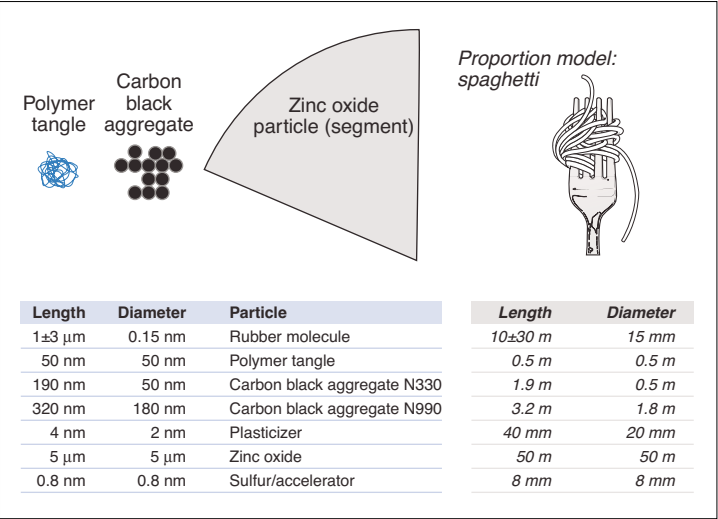 Proportion model:
spaghetti
Carbon
black
aggregate
Polymer
tangle
Zinc oxide
particle (segment)
Length Diameter Particle Length Diameter
1±3 μm 0.15 nm Rubber molecule 10±30 m 15 mm
50 nm 50 nm Polymer tangle 0.5 m 0.5 m
190 nm 50 nm Carbon black aggregate N330 1.9 m 0.5 m
320 nm 180 nm Carbon black aggregate N990 3.2 m 1.8 m
4 nm 2 nm Plasticizer 40 mm 20 mm
5 μm 5 μm Zinc oxide 50 m 50 m
0.8 nm 0.8 nm Sulfur/accelerator 8 mm 8 mm